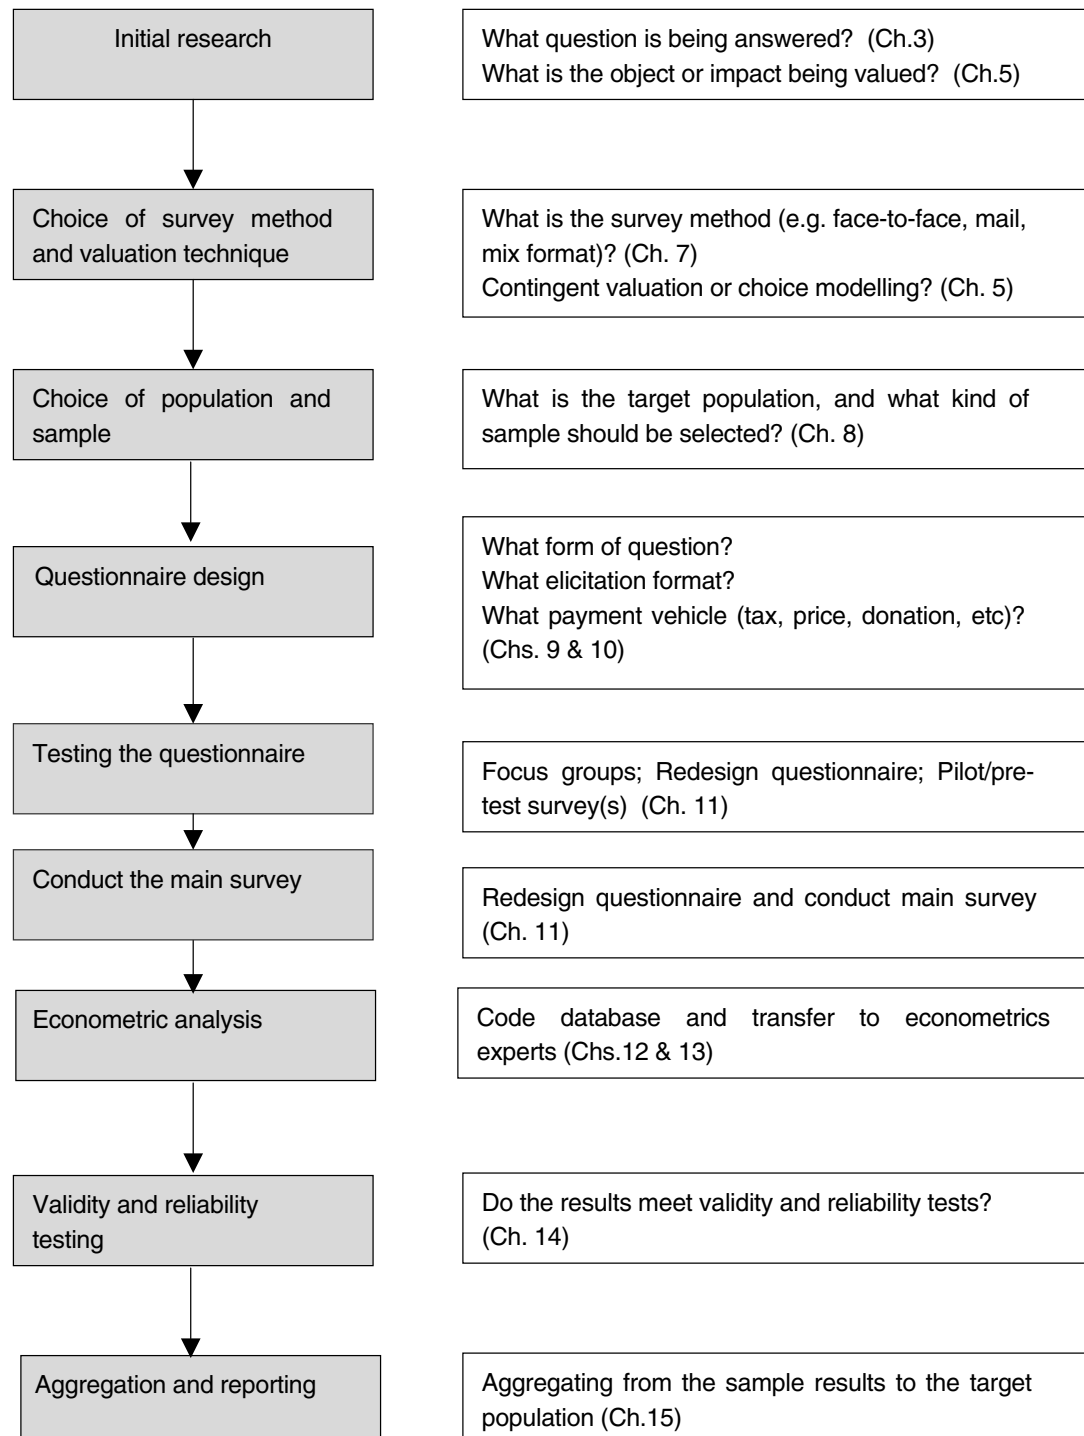 Initial research
What question is being answered?  (Ch.3)
What is the object or impact being valued?  (Ch.5)
Choice of survey method
and valuation technique
What is the survey method (e.g. face-to-face, mail,
mix format)? (Ch. 7)
Contingent valuation or choice modelling? (Ch. 5)
Choice of population and
sample
What is the target population, and what kind of
sample should be selected? (Ch. 8)
Questionnaire design
What form of question?
What elicitation format?
What payment vehicle (tax, price, donation, etc)?
(Chs. 9 & 10)
Testing the questionnaire
Focus groups; Redesign questionnaire; Pilot/pre-
test survey(s)  (Ch. 11)
Conduct the main survey
Redesign questionnaire and conduct main survey
(Ch. 11)
Econometric analysis
Code database and transfer to econometrics
experts (Chs.12 & 13)
Validity and reliability
testing
Do the results meet validity and reliability tests?
(Ch. 14)
Aggregation and reporting
Aggregating from the sample results to the target
population (Ch.15)